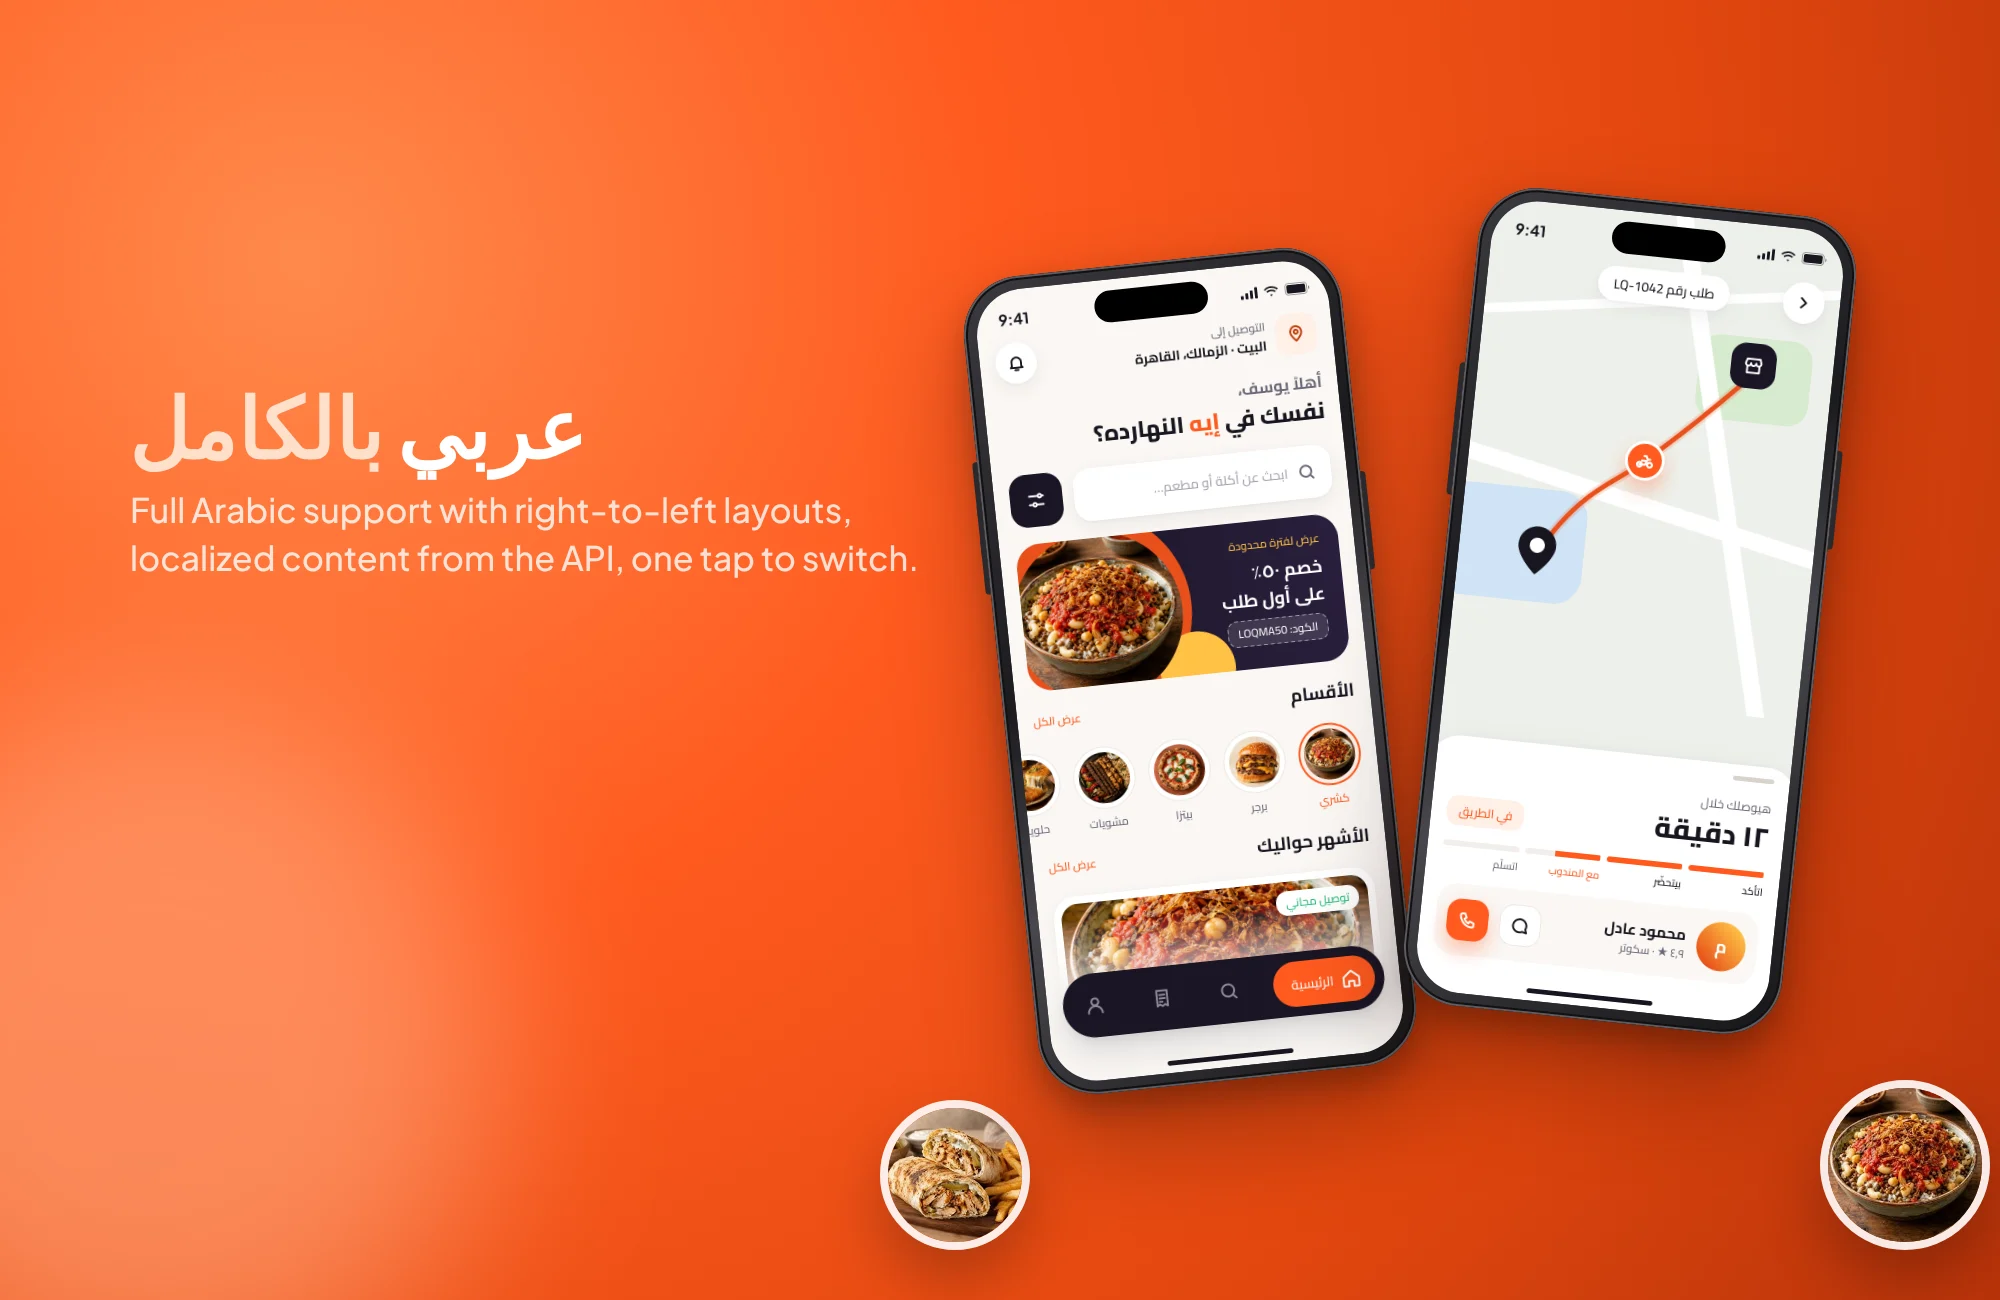 عربي بالكامل
Full Arabic support with right-to-left layouts,
localized content from the API, one tap to switch.
9:41
التوصيل إلى
البيت · الزمالك، القاهرة
أهلاً يوسف،
نفسك في إيه النهارده؟
ابحث عن أكلة أو مطعم...
عرض لفترة محدودة
خصم ٥٠٪
على أول طلب
الكود: LOQMA50
الأقسام
عرض الكل
كشري
برجر
بيتزا
مشويات
حلويا
الأشهر حواليك
عرض الكل
توصيل مجاني
الرئيسية
9:41
طلب رقم LQ-1042
هيوصلك خلال
١٢ دقيقة
في الطريق
اتأكد
بيتحضّر
مع المندوب
اتسلّم
م
محمود عادل
٤٫٩ ★ · سكوتر